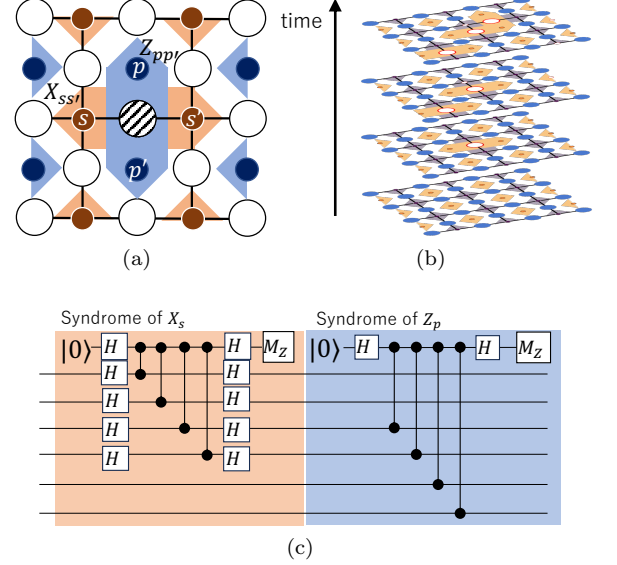 Z_{pp'}
p
X_{ss'}
s
s'
p'
(a)
time
(b)
Syndrome of X_s
|0⟩ H H M_Z
H H
H H
H H
H H
Syndrome of Z_p
|0⟩ H H M_Z
(c)